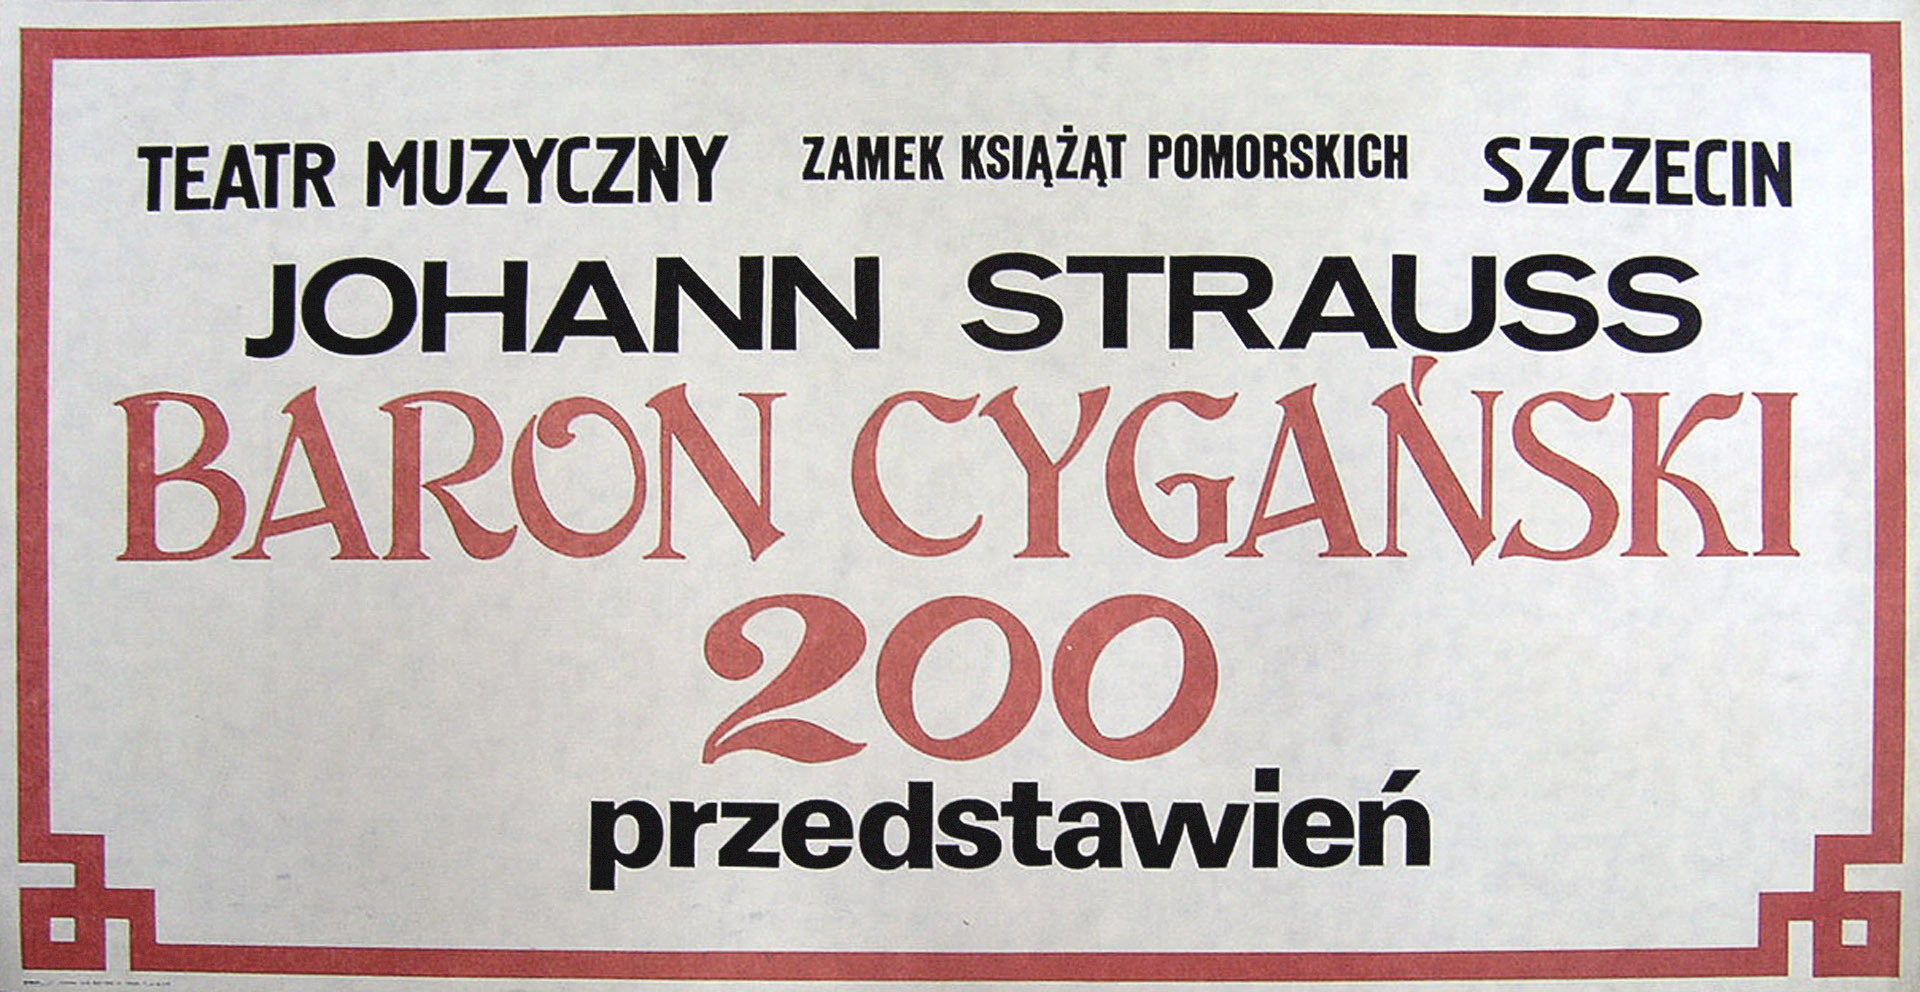 TEATR MUZYCZNY ZAMEK KSIĄŻĄT POMORSKICH SZCZECIN
JOHANN STRAUSS
BARON CYGAŃSKI
200
przedstawień